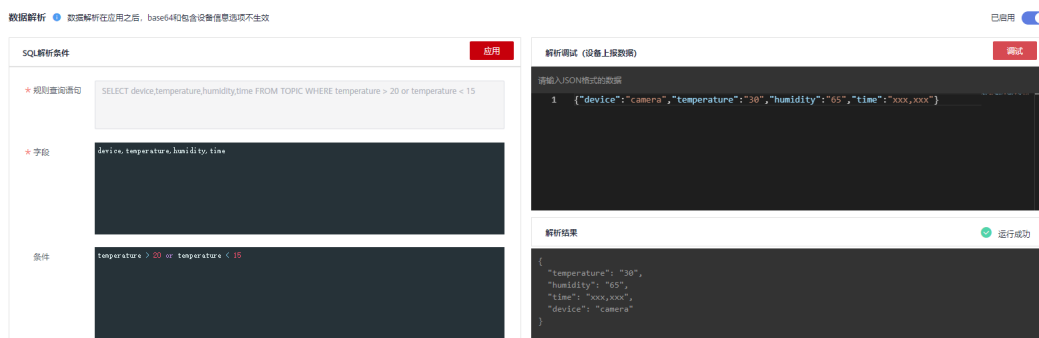 数据解析 数据解析在应用之后，base64和包含设备信息选项不生效
已启用
SQL解析条件
应用
* 规则查询语句
SELECT device,temperature,humidity,time FROM TOPIC WHERE temperature > 20 or temperature < 15
* 字段
device,temperature,humidity,time
条件
temperature > 20 or temperature < 15
解析调试（设备上报数据）
调试
请输入JSON格式的数据
1 {"device":"camera","temperature":"30","humidity":"65","time":"xxx,xxx"}
解析结果
运行成功
{
"temperature": "30",
"humidity": "65",
"time": "xxx,xxx",
"device": "camera"
}